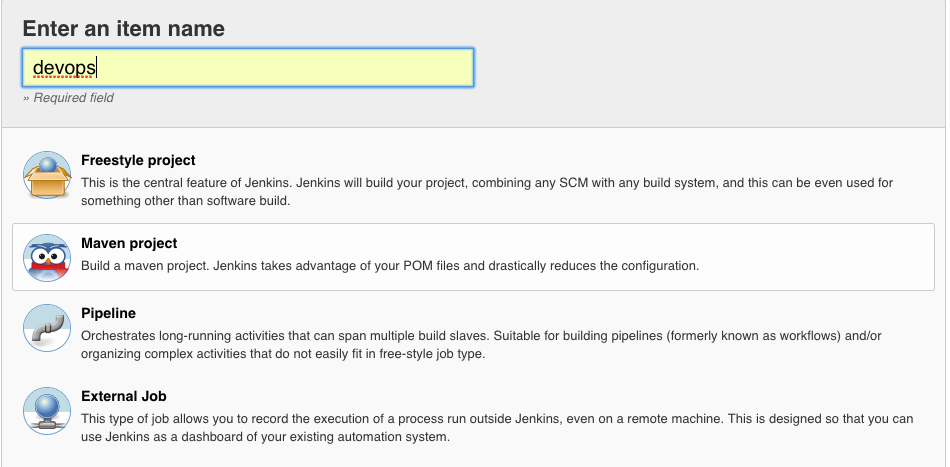 Enter an item name
devops
» Required field
Freestyle project
This is the central feature of Jenkins. Jenkins will build your project, combining any SCM with any build system, and this can be even used for
something other than software build.
Maven project
Build a maven project. Jenkins takes advantage of your POM files and drastically reduces the configuration.
Pipeline
Orchestrates long-running activities that can span multiple build slaves. Suitable for building pipelines (formerly known as workflows) and/or
organizing complex activities that do not easily fit in free-style job type.
External Job
This type of job allows you to record the execution of a process run outside Jenkins, even on a remote machine. This is designed so that you can
use Jenkins as a dashboard of your existing automation system.